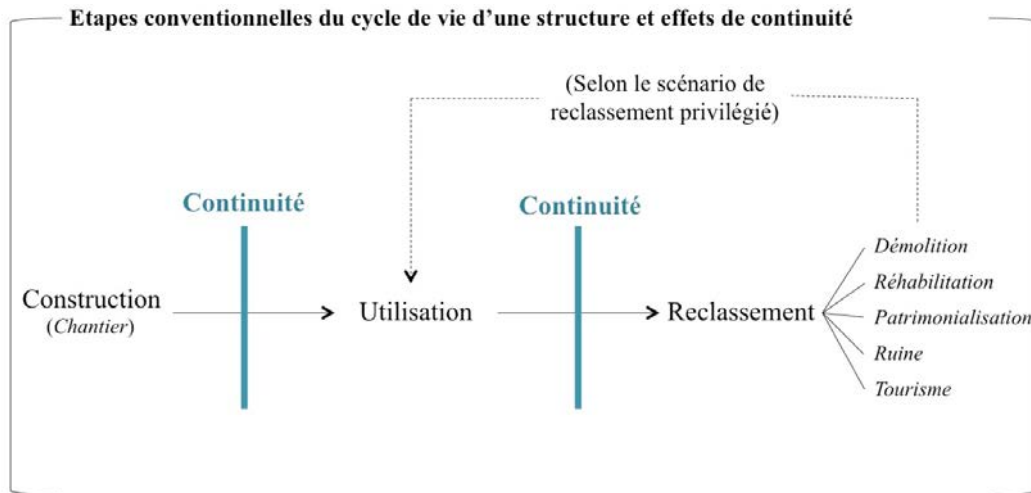 Etapes conventionnelles du cycle de vie d’une structure et effets de continuité
(Selon le scénario de
reclassement privilégié)
Continuité
Continuité
Construction
(Chantier)
Utilisation
Reclassement
Démolition
Réhabilitation
Patrimonialisation
Ruine
Tourisme